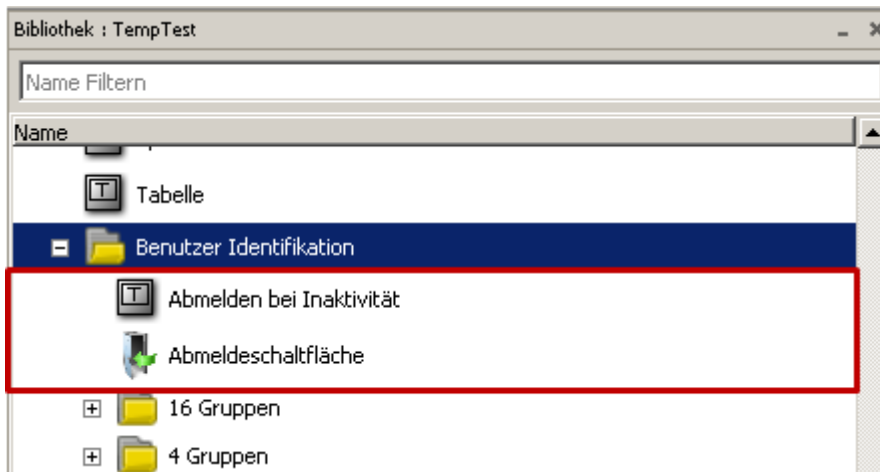 Bibliothek : TempTest
Name Filtern
Name
Tabelle
Benutzer Identifikation
Abmelden bei Inaktivität
Abmeldeschaltfläche
16 Gruppen
4 Gruppen